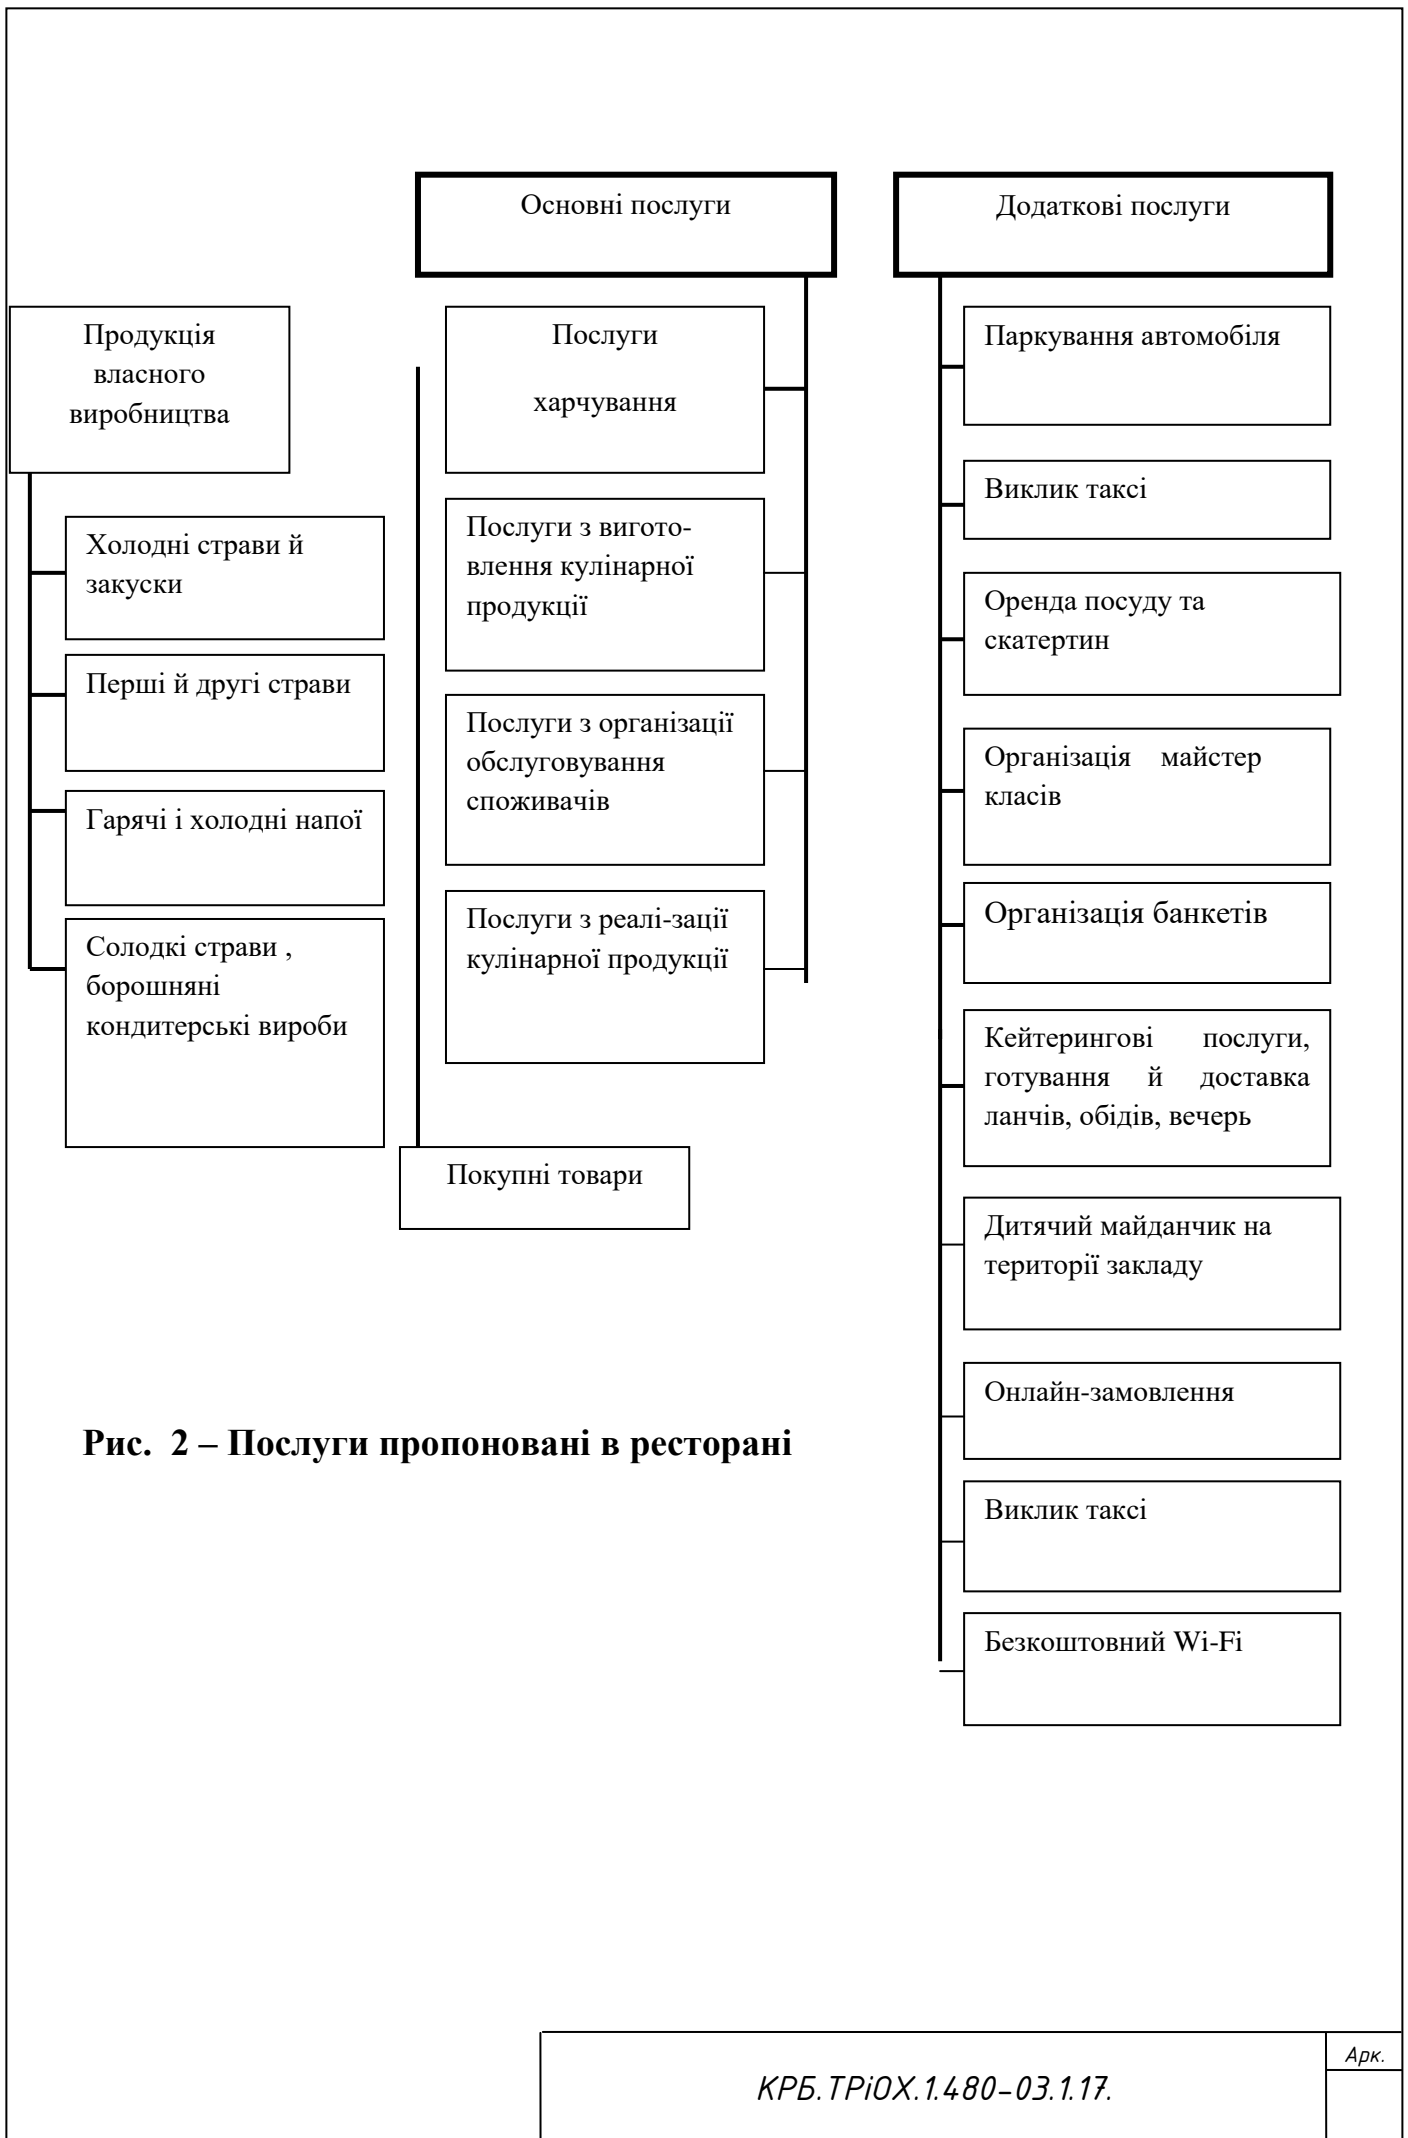 Основні послуги
Додаткові послуги
Продукція
власного
виробництва
Холодні страви й
закуски
Перші й другі страви
Гарячі і холодні напої
Солодкі страви ,
борошняні
кондитерські вироби
Послуги
харчування
Послуги з вигото-
влення кулінарної
продукції
Послуги з організації
обслуговування
споживачів
Послуги з реалі-зації
кулінарної продукції
Покупні товари
Паркування автомобіля
Виклик таксі
Оренда посуду та
скатертин
Організація майстер
класів
Організація банкетів
Кейтерингові послуги,
готування й доставка
ланчів, обідів, вечерь
Дитячий майданчик на
території закладу
Онлайн-замовлення
Виклик таксі
Безкоштовний Wi-Fi
Рис. 2 – Послуги пропоновані в ресторані
КРБ.ТРіОХ.1.480-03.1.17.
Арк.